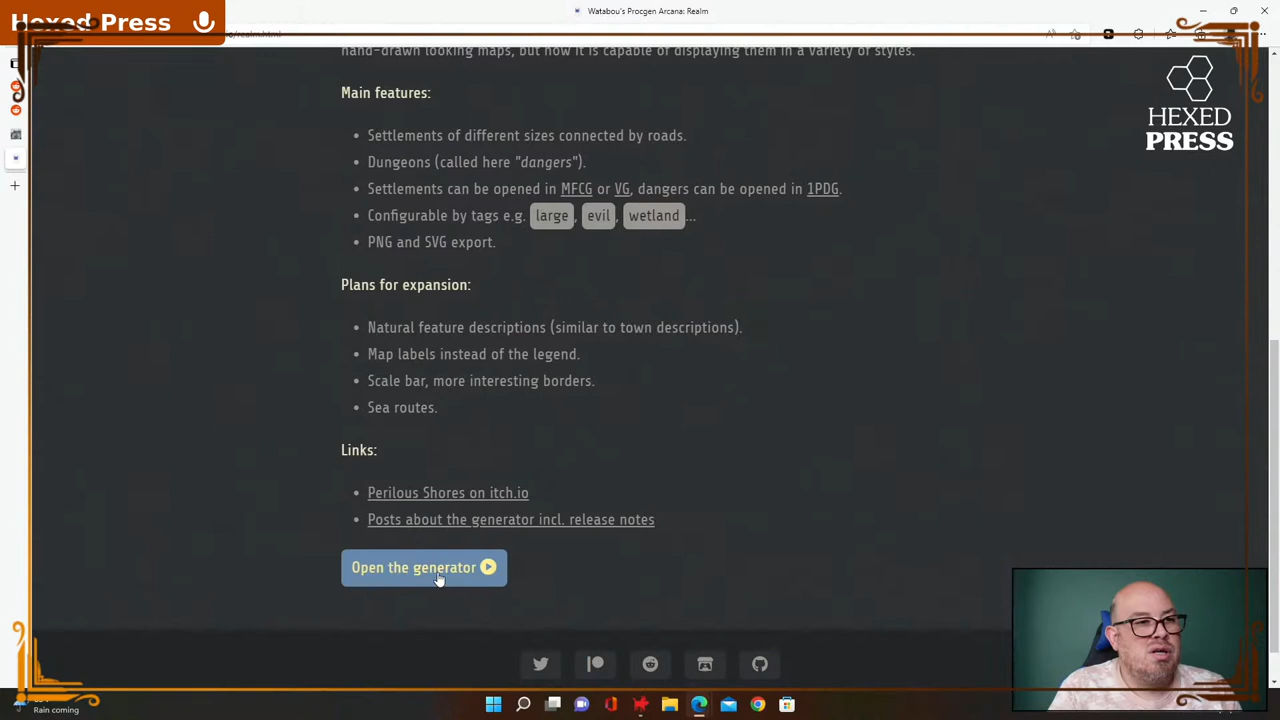 Hexed Press
Watabou's Procgen Arcana: Realm
/realm.html
hand-drawn looking maps, but now it is capable of displaying them in a variety of styles.
HEXED
PRESS
Main features:
• Settlements of different sizes connected by roads.
• Dungeons (called here "dangers").
• Settlements can be opened in MFCG or VG, dangers can be opened in 1PDG.
• Configurable by tags e.g. large, evil, wetland...
• PNG and SVG export.
Plans for expansion:
• Natural feature descriptions (similar to town descriptions).
• Map labels instead of the legend.
• Scale bar, more interesting borders.
• Sea routes.
Links:
• Perilous Shores on itch.io
• Posts about the generator incl. release notes
Open the generator
Rain coming